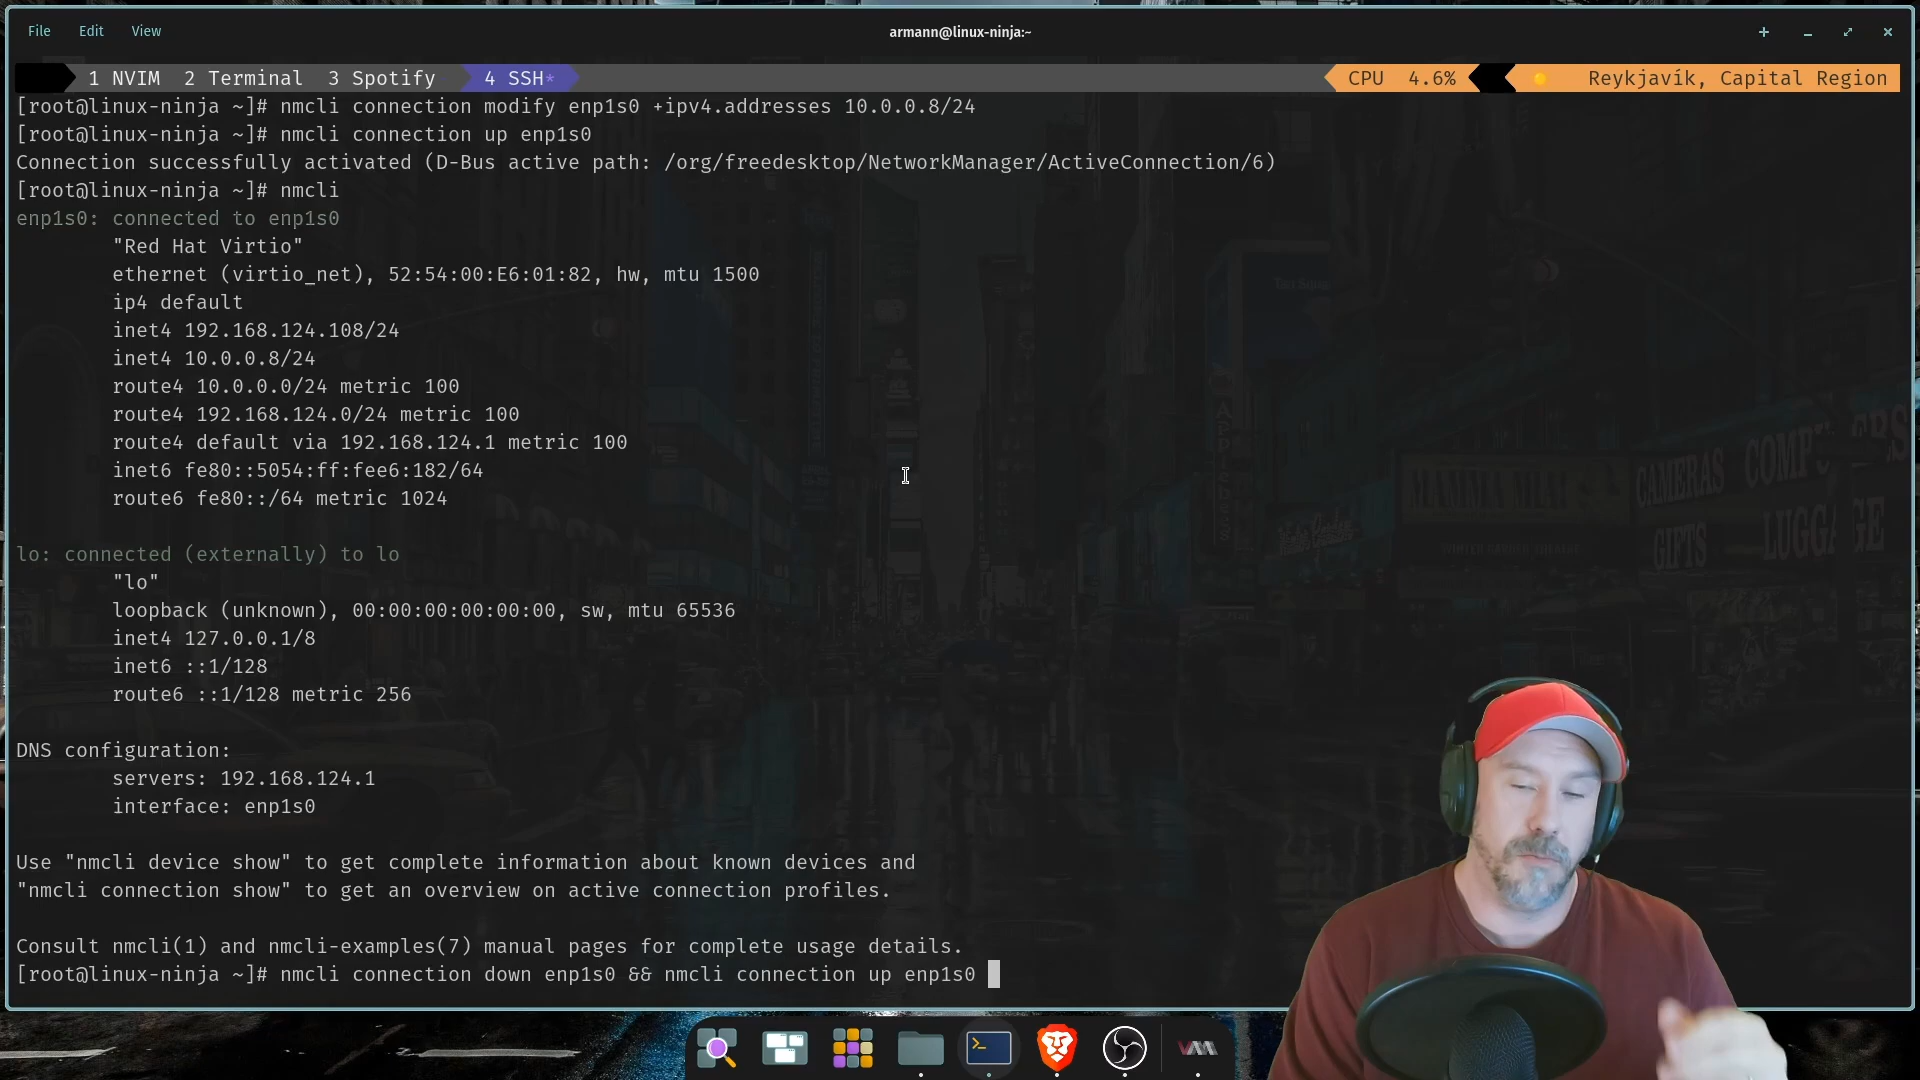 File Edit View
armann@linux-ninja:~
1 NVIM 2 Terminal 3 Spotify 4 SSH*
CPU 4.6% Reykjavík, Capital Region
[root@linux-ninja ~]# nmcli connection modify enp1s0 +ipv4.addresses 10.0.0.8/24
[root@linux-ninja ~]# nmcli connection up enp1s0
Connection successfully activated (D-Bus active path: /org/freedesktop/NetworkManager/ActiveConnection/6)
[root@linux-ninja ~]# nmcli
enp1s0: connected to enp1s0
"Red Hat Virtio"
ethernet (virtio_net), 52:54:00:E6:01:82, hw, mtu 1500
ip4 default
inet4 192.168.124.108/24
inet4 10.0.0.8/24
route4 10.0.0.0/24 metric 100
route4 192.168.124.0/24 metric 100
route4 default via 192.168.124.1 metric 100
inet6 fe80::5054:ff:fee6:182/64
route6 fe80::/64 metric 1024
lo: connected (externally) to lo
"lo"
loopback (unknown), 00:00:00:00:00:00, sw, mtu 65536
inet4 127.0.0.1/8
inet6 ::1/128
route6 ::1/128 metric 256
DNS configuration:
servers: 192.168.124.1
interface: enp1s0
Use "nmcli device show" to get complete information about known devices and
"nmcli connection show" to get an overview on active connection profiles.
Consult nmcli(1) and nmcli-examples(7) manual pages for complete usage details.
[root@linux-ninja ~]# nmcli connection down enp1s0 && nmcli connection up enp1s0
CAMERAS
GIFTS